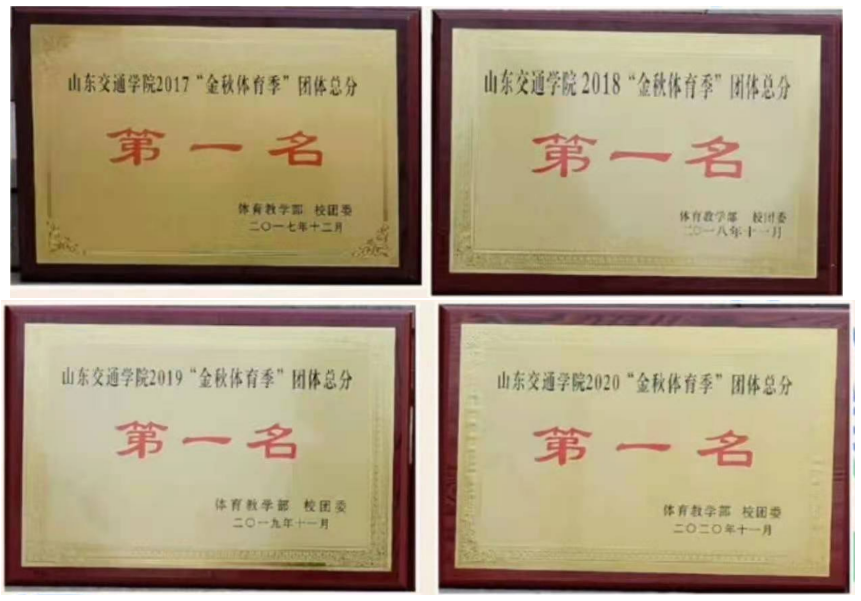 山东交通学院2017“金秋体育季”团体总分
第一名
体育教学部 校团委
二〇一七年十二月
山东交通学院2018“金秋体育季”团体总分
第一名
体育教学部 校团委
二〇一八年十一月
山东交通学院2019“金秋体育季”团体总分
第一名
体育教学部 校团委
二〇一九年十一月
山东交通学院2020“金秋体育季”团体总分
第一名
体育教学部 校团委
二〇二〇年十一月